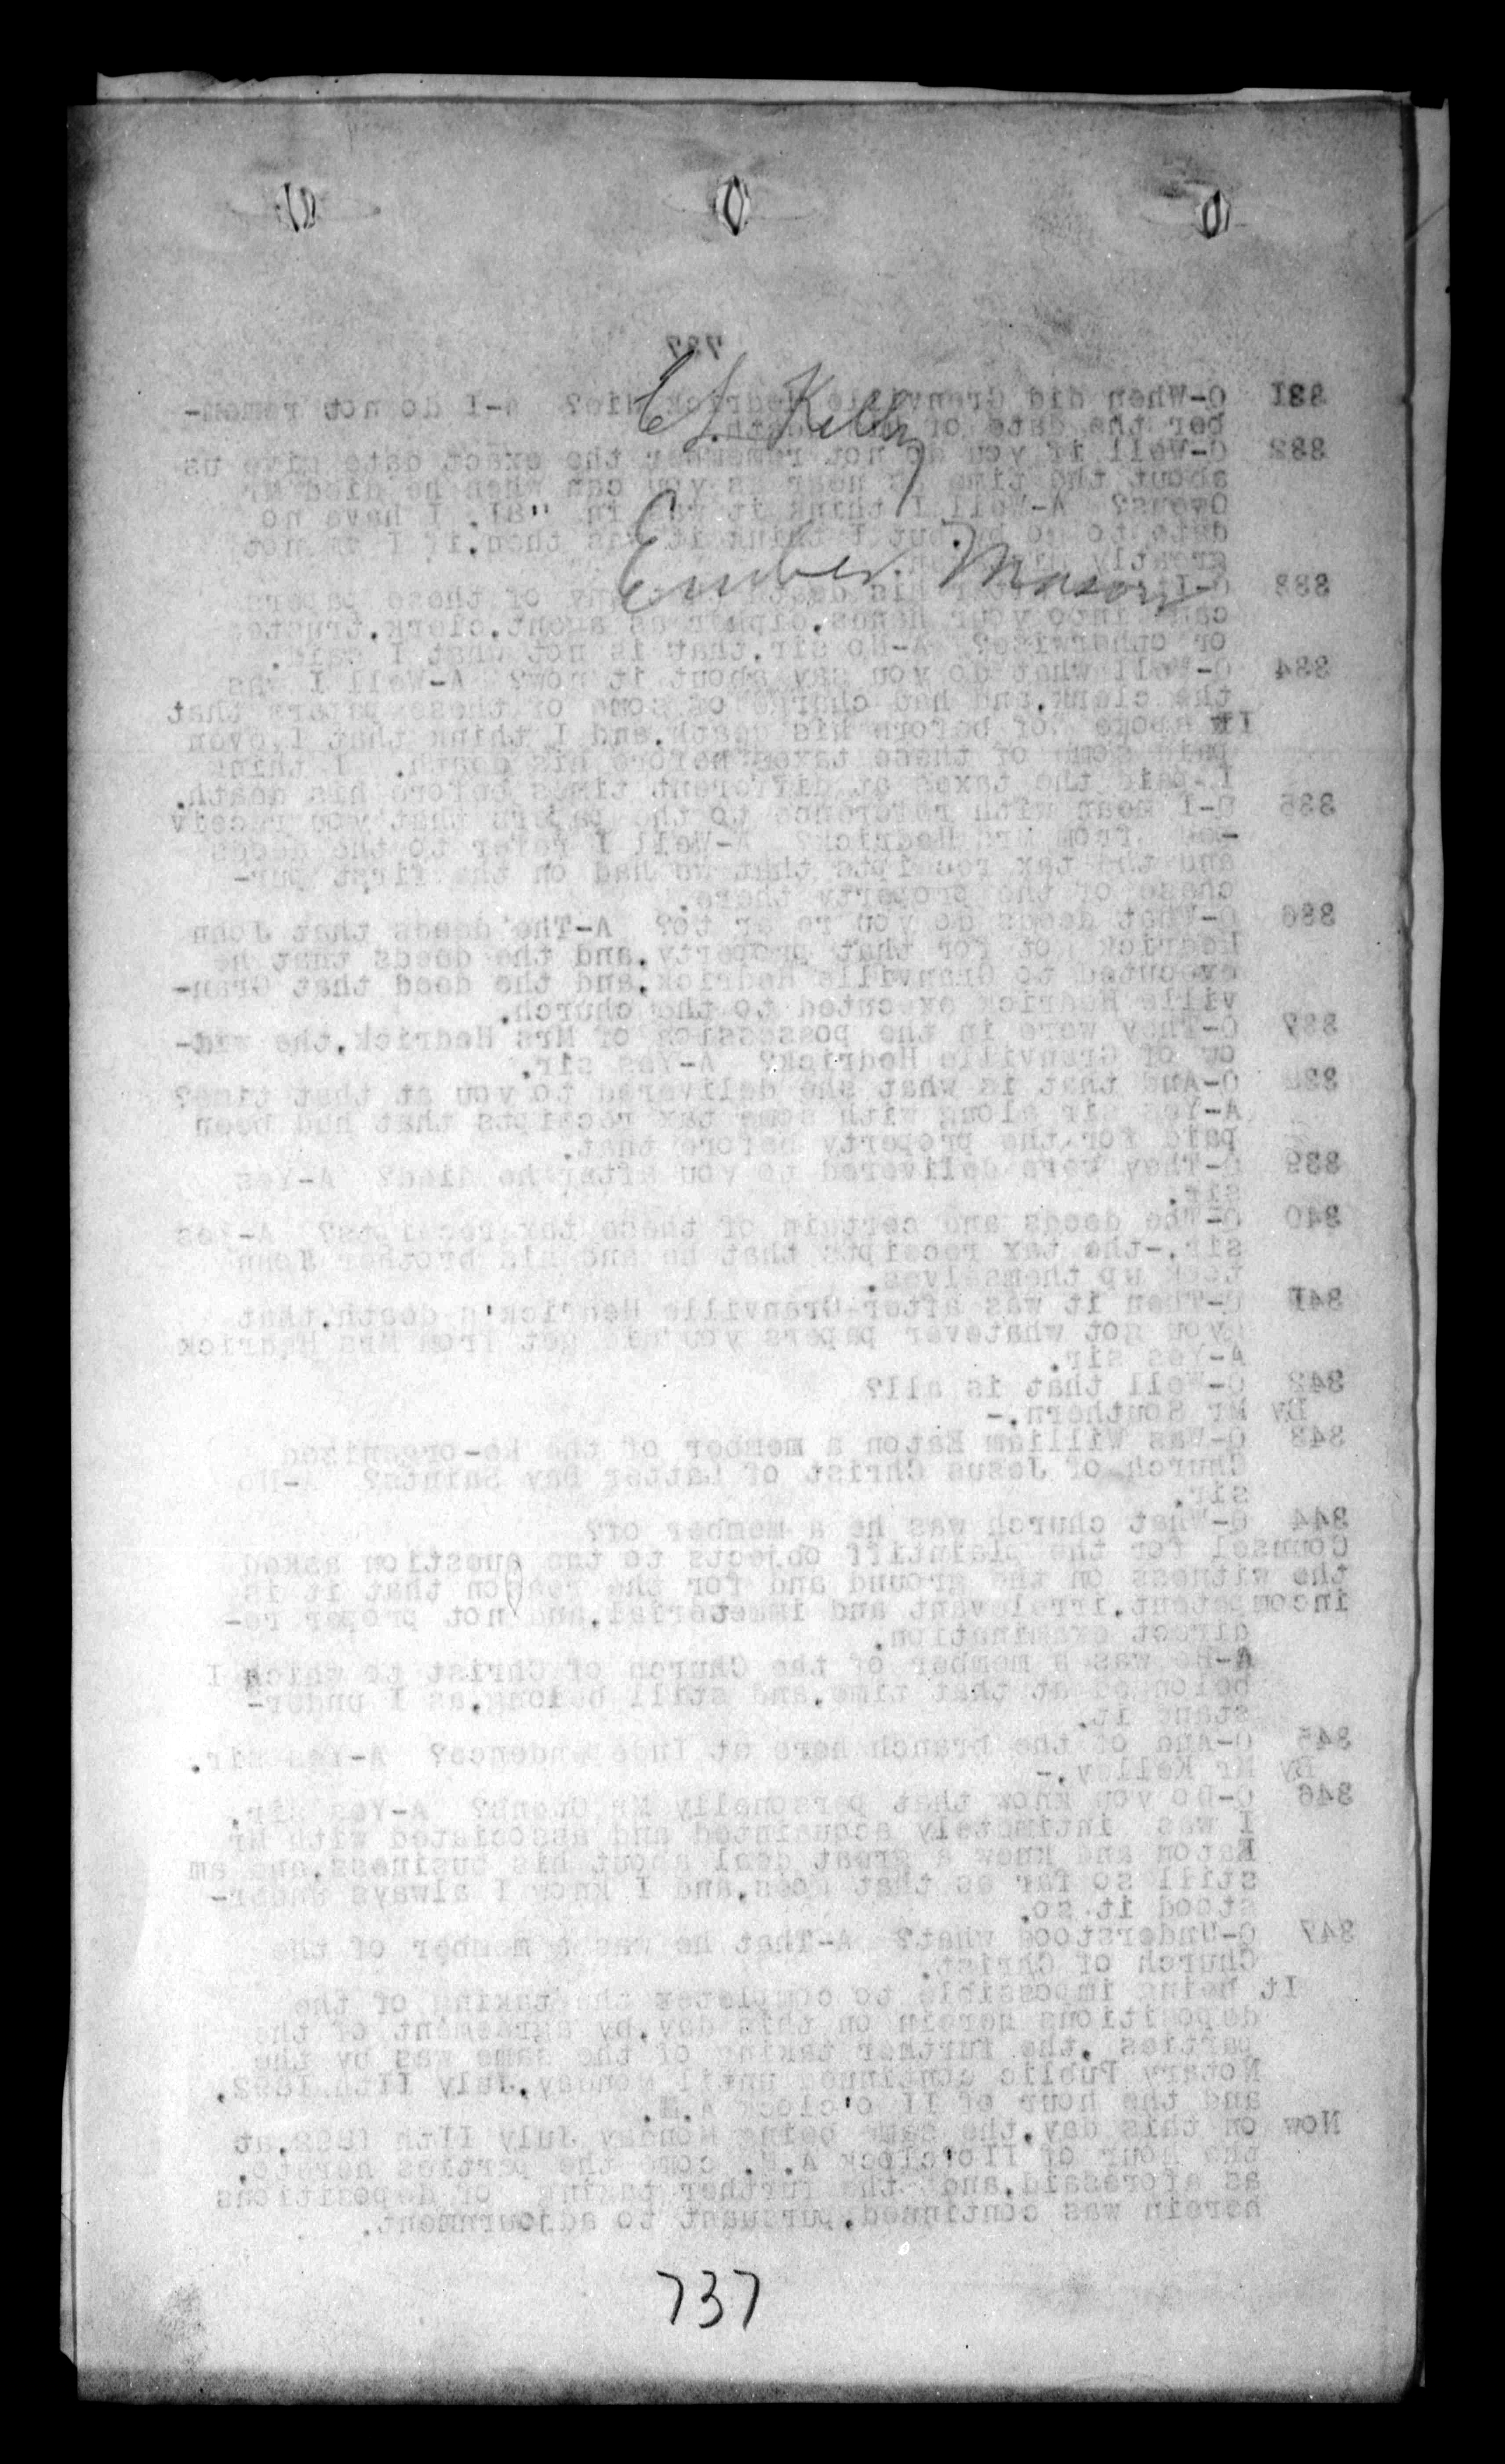 737
E L Kelley
Ember Mason
331 Q-When did Granville Hedrick die? A-I do not remem-
ber the date of his death.
332 Q-Well if you do not remember the exact date give us
about the time as near as you can when he died Mr
Owens? A-Well I think it was in "81. I have no
date to go by, but I think it was then, if I am not
greatly
333 his death any of these papers
came into your hands, either as agent, clerk, trustee
or otherwise? A-No sir, that is not what I said.
334 Q-Well what do you say about it now? A-Well I was
the clerk, and had charge of some of these papers that
I spoke of before his death, and I think that I even
paid some of these taxes before his death. I think
I paid the taxes at different times before his death.
335 Q-I mean with reference to the papers that you receiv
-ed from Mrs Hedrick? A-Well I refer to the deeds
and the tax receipts that we had on the first pur-
chase of the property there.
336 Q-What deeds do you refer to? A-The deeds that John
Hedrick got for that property, and the deeds that he
executed to Granville Hedrick, and the deed that Gran-
ville Hedrick executed to the church.
337 Q-They were in the possession of Mrs Hedrick, the wid-
ow of Granville Hedrick? A-Yes sir.
338 Q-And that is what she delivered to you at that time?
A-Yes sir along with some tax receipts that had been
paid for the property before that.
339 Q-They were delivered to you after he died? A-Yes
sir.
340 Q-The deeds and certain of these tax receipts? A-Yes
sir,-the tax receipts that he and his brother John
took up themselves.
341 Q-Then it was after Granville Hedrick's death, that
you got whatever papers you did get from Mrs Hedrick
A-Yes sir.
342 Q-Well that is all?
By Mr Southern,-
343 Q-Was William Eaton a member of the Re-organized
Church of Jesus Christ of Latter Day Saints? A-No
sir.
344 Q-What church was he a member of?
Counsel for the plaintiff objects to the question asked
the witness on the ground and for the reason that it is
incompetent, irrelevant and immaterial, and not proper re-
direct examination.
A-He was a member of the Church of Christ to which I
belonged at that time, and still belong, as I under-
stand it.
345 Q-And of the branch here at Independence? A-Yes sir.
By Mr Kelley,-
346 Q-Do you know that personally Mr Owens? A-Yes sir,
I was intimately acquainted and associated with Mr
Eaton and knew a great deal about his business, and am
still so far as that goes, and I know I always under-
stood it so.
347 Q-Understood what? A-That he was a member of the
Church of Christ.
It being impossible to complete the taking of the
depositions herein on this day, by agreement of the
parties, the further taking of the same was by the
Notary Public continued until Monday, July IIth 1892,
and the hour of II o'clock A.M.
Now on this day, the same being Monday July IIth 1892, at
the hour of IIo'clock A.M. come the parties hereto,
as aforesaid, and the further taking of depositions
herein was continued, pursuant to adjournment.
737